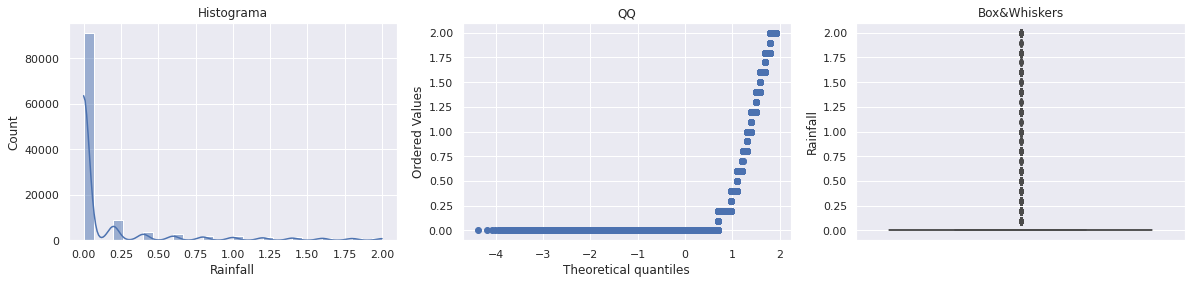 Histograma
Count
80000
60000
40000
20000
0
0.00 0.25 0.50 0.75 1.00 1.25 1.50 1.75 2.00
Rainfall
QQ
Ordered Values
2.00
1.75
1.50
1.25
1.00
0.75
0.50
0.25
0.00
−4 −3 −2 −1 0 1 2
Theoretical quantiles
Box&Whiskers
Rainfall
2.00
1.75
1.50
1.25
1.00
0.75
0.50
0.25
0.00